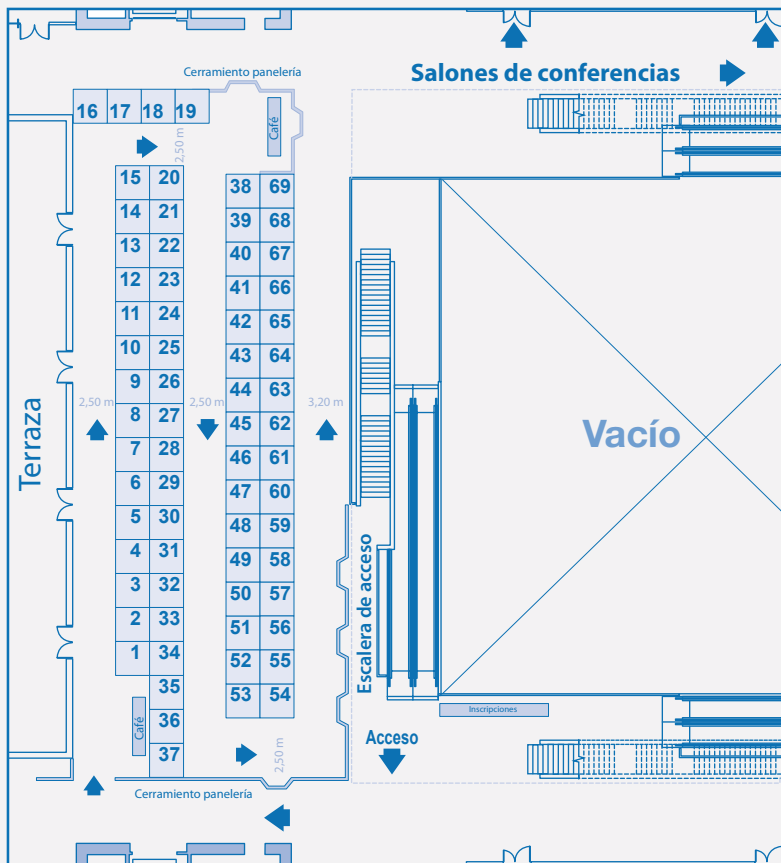 Cerramiento panelería
Salones de conferencias
16 17 18 19
Café
2,50 m
15 20
14 21
13 22
12 23
11 24
10 25
9 26
8 27
7 28
6 29
5 30
4 31
3 32
2 33
1 34
35
36
37
38 69
39 68
40 67
41 66
42 65
43 64
44 63
45 62
46 61
47 60
48 59
49 58
50 57
51 56
52 55
53 54
2,50 m
2,50 m
3,20 m
Terraza
Vacío
Escalera de acceso
Inscripciones
Café
Acceso
2,50 m
Cerramiento panelería